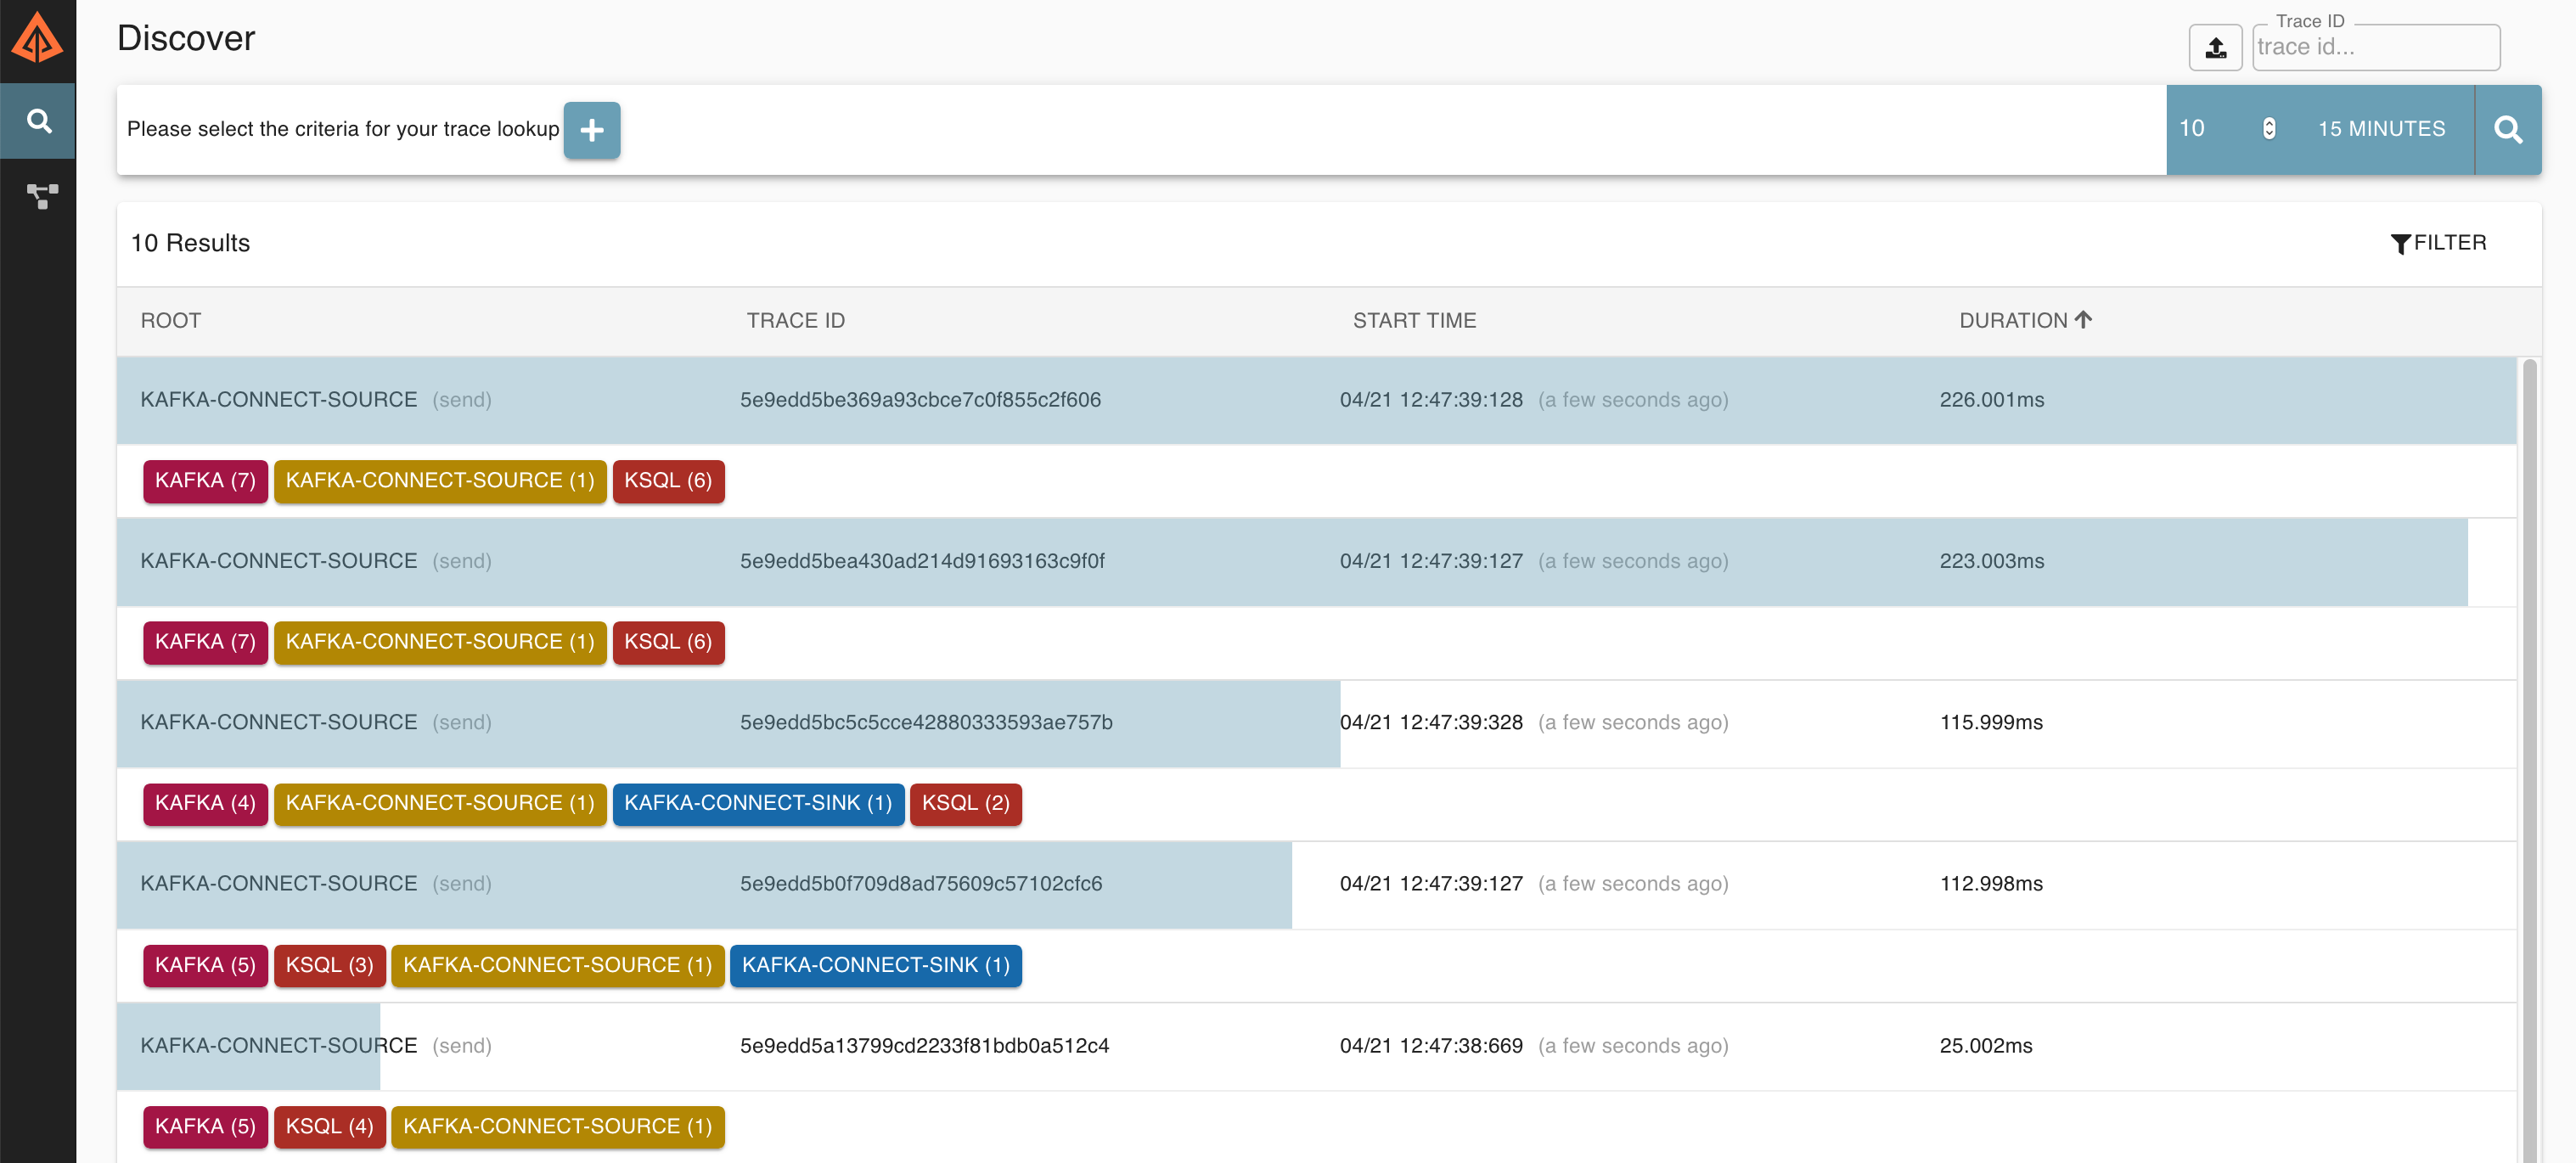 Discover
Trace ID
trace id...
Please select the criteria for your trace lookup
10
15 MINUTES
10 Results
FILTER
ROOT TRACE ID START TIME DURATION
KAFKA-CONNECT-SOURCE (send) 5e9edd5be369a93cbce7c0f855c2f606 04/21 12:47:39:128 (a few seconds ago) 226.001ms
KAFKA (7) KAFKA-CONNECT-SOURCE (1) KSQL (6)
KAFKA-CONNECT-SOURCE (send) 5e9edd5bea430ad214d91693163c9f0f 04/21 12:47:39:127 (a few seconds ago) 223.003ms
KAFKA (7) KAFKA-CONNECT-SOURCE (1) KSQL (6)
KAFKA-CONNECT-SOURCE (send) 5e9edd5bc5c5cce42880333593ae757b 04/21 12:47:39:328 (a few seconds ago) 115.999ms
KAFKA (4) KAFKA-CONNECT-SOURCE (1) KAFKA-CONNECT-SINK (1) KSQL (2)
KAFKA-CONNECT-SOURCE (send) 5e9edd5b0f709d8ad75609c57102cfc6 04/21 12:47:39:127 (a few seconds ago) 112.998ms
KAFKA (5) KSQL (3) KAFKA-CONNECT-SOURCE (1) KAFKA-CONNECT-SINK (1)
KAFKA-CONNECT-SOURCE (send) 5e9edd5a13799cd2233f81bdb0a512c4 04/21 12:47:38:669 (a few seconds ago) 25.002ms
KAFKA (5) KSQL (4) KAFKA-CONNECT-SOURCE (1)